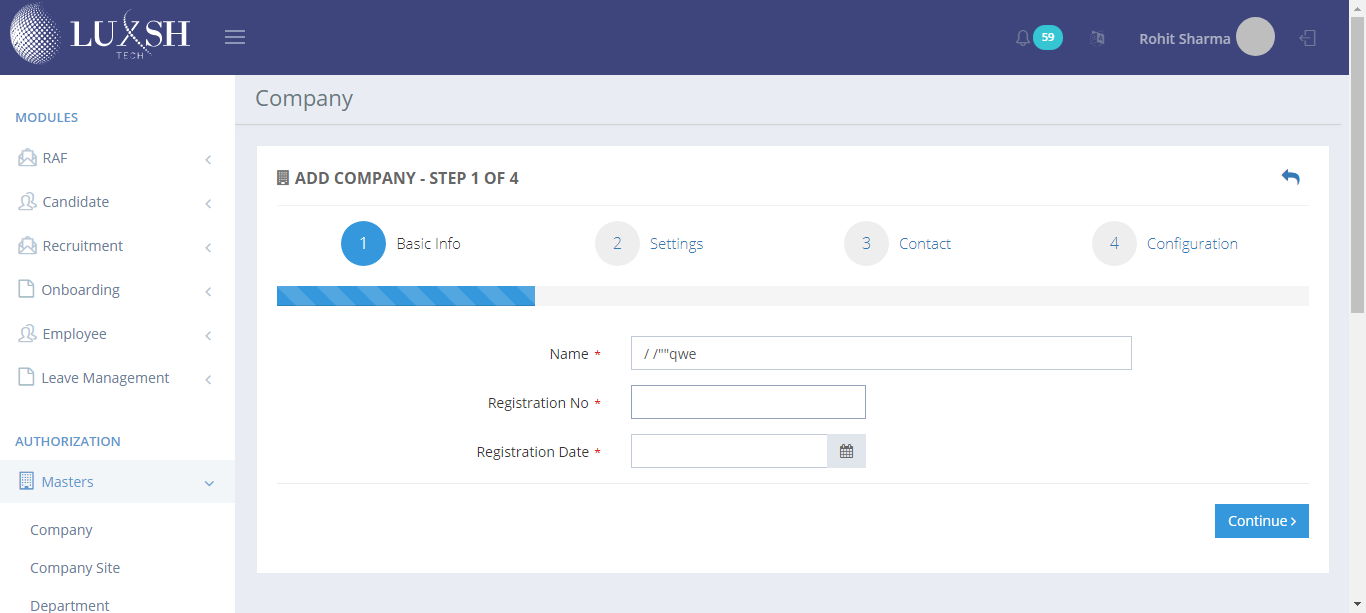 LUXSH
TECH
59
Rohit Sharma
MODULES
RAF
Candidate
Recruitment
Onboarding
Employee
Leave Management
AUTHORIZATION
Masters
Company
Company Site
Department
Company
ADD COMPANY - STEP 1 OF 4
1 Basic Info
2 Settings
3 Contact
4 Configuration
Name *
/ /""qwe
Registration No *
Registration Date *
Continue